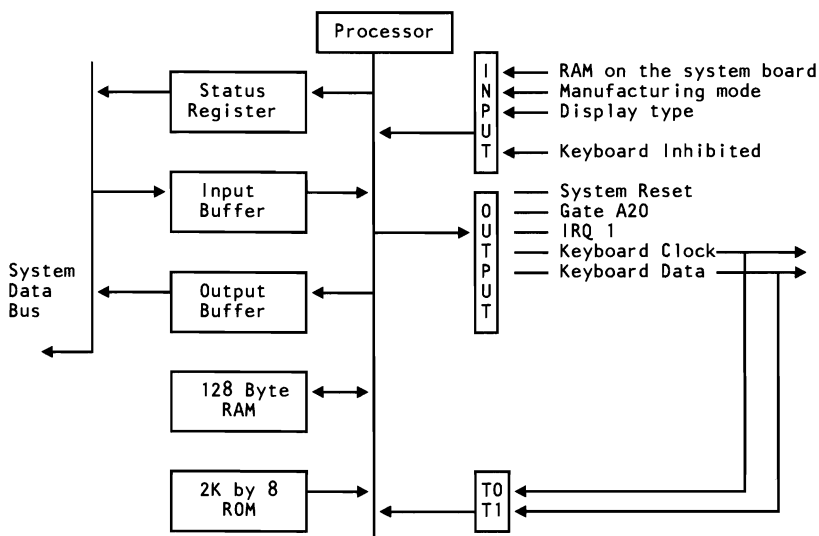 Processor
Status
Register
Input
Buffer
System
Data
Bus
Output
Buffer
128 Byte
RAM
2K by 8
ROM
INPUT
RAM on the system board
Manufacturing mode
Display type
Keyboard Inhibited
OUTPUT
System Reset
Gate A20
IRQ 1
Keyboard Clock
Keyboard Data
T0
T1